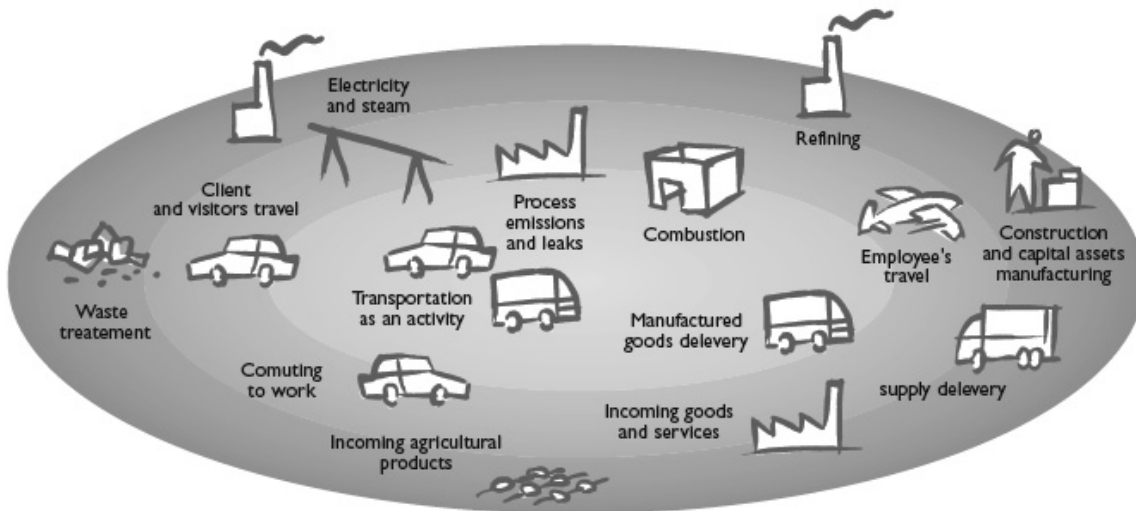 Electricity
and steam
Refining
Client
and visitors travel
Process
emissions
and leaks
Combustion
Employee's
travel
Construction
and capital assets
manufacturing
Waste
treatement
Transportation
as an activity
Manufactured
goods delevery
Comuting
to work
supply delevery
Incoming goods
and services
Incoming agricultural
products